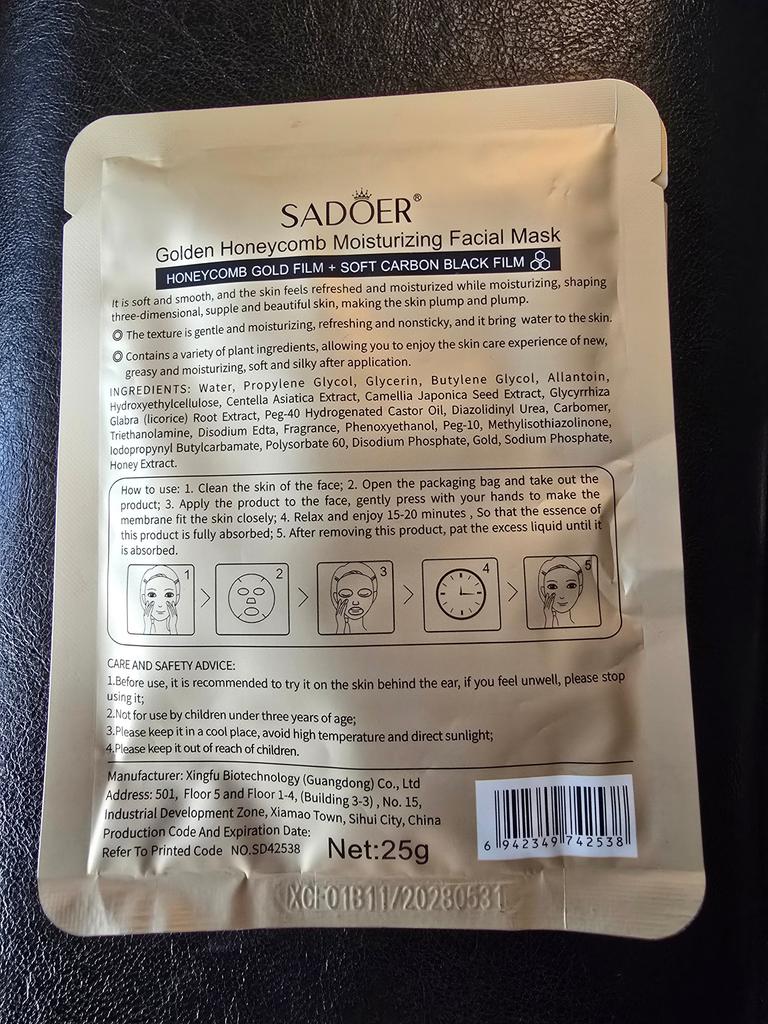 SADOER®
Golden Honeycomb Moisturizing Facial Mask
HONEYCOMB GOLD FILM + SOFT CARBON BLACK FILM
It is soft and smooth, and the skin feels refreshed and moisturized while moisturizing, shaping
three-dimensional, supple and beautiful skin, making the skin plump and plump.
◎ The texture is gentle and moisturizing, refreshing and nonsticky, and it bring water to the skin.
◎ Contains a variety of plant ingredients, allowing you to enjoy the skin care experience of new,
greasy and moisturizing, soft and silky after application.
INGREDIENTS: Water, Propylene Glycol, Glycerin, Butylene Glycol, Allantoin,
Hydroxyethylcellulose, Centella Asiatica Extract, Camellia Japonica Seed Extract, Glycyrrhiza
Glabra (licorice) Root Extract, Peg-40 Hydrogenated Castor Oil, Diazolidinyl Urea, Carbomer,
Triethanolamine, Disodium Edta, Fragrance, Phenoxyethanol, Peg-10, Methylisothiazolinone,
Iodopropynyl Butylcarbamate, Polysorbate 60, Disodium Phosphate, Gold, Sodium Phosphate,
Honey Extract.
How to use: 1. Clean the skin of the face; 2. Open the packaging bag and take out the
product; 3. Apply the product to the face, gently press with your hands to make the
membrane fit the skin closely; 4. Relax and enjoy 15-20 minutes , So that the essence of
this product is fully absorbed; 5. After removing this product, pat the excess liquid until it
is absorbed.
1 2 3 4 5
CARE AND SAFETY ADVICE:
1.Before use, it is recommended to try it on the skin behind the ear, if you feel unwell, please stop
using it;
2.Not for use by children under three years of age;
3.Please keep it in a cool place, avoid high temperature and direct sunlight;
4.Please keep it out of reach of children.
Manufacturer: Xingfu Biotechnology (Guangdong) Co., Ltd
Address: 501, Floor 5 and Floor 1-4, (Building 3-3) , No. 15,
Industrial Development Zone, Xiamao Town, Sihui City, China
Production Code And Expiration Date:
Refer To Printed Code NO.SD42538
Net:25g
6 942349 742538
XCF01B11/20280531